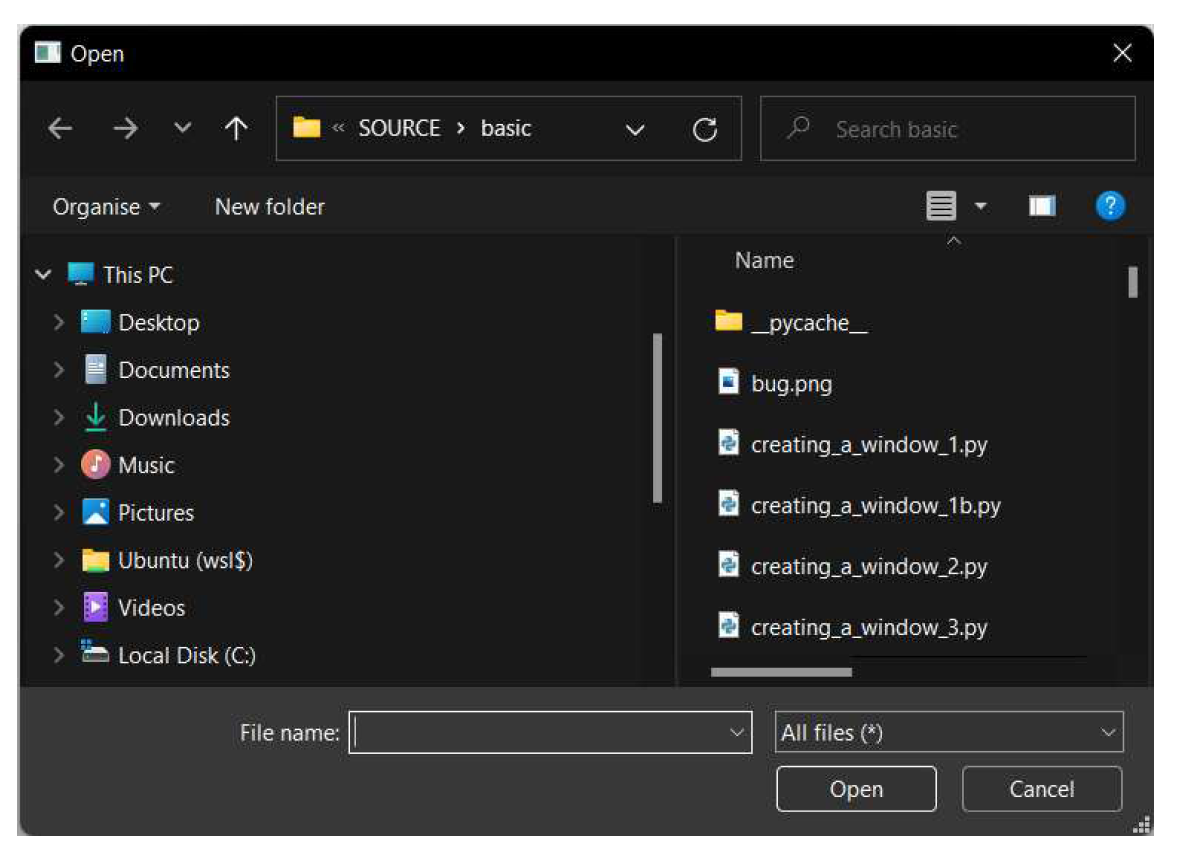 Open
« SOURCE › basic
Search basic
Organise
New folder
This PC
Desktop
Documents
Downloads
Music
Pictures
Ubuntu (wsl$)
Videos
Local Disk (C:)
Name
__pycache__
bug.png
creating_a_window_1.py
creating_a_window_1b.py
creating_a_window_2.py
creating_a_window_3.py
File name:
All files (*)
Open
Cancel